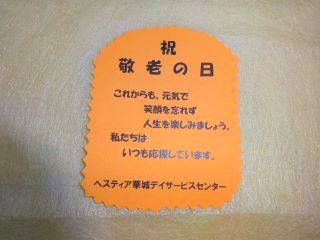 祝
敬老の日
これからも、元気で
笑顔を忘れず
人生を楽しみましょう。
私たちは
いつも応援しています。
ヘスティア華城デイサービスセンター